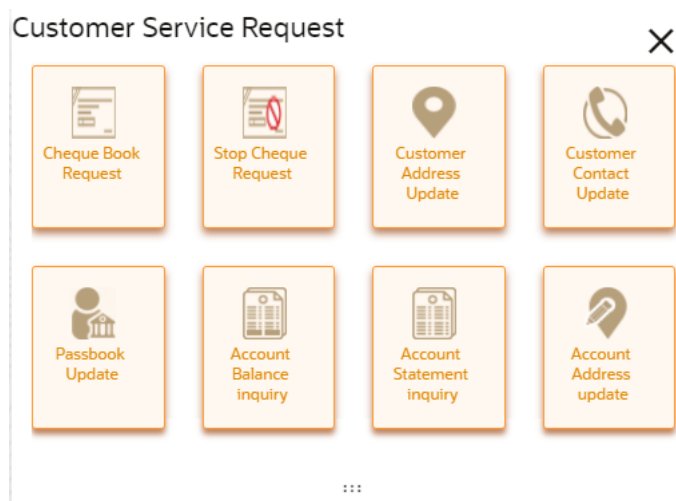 Customer Service Request
Cheque Book
Request
Stop Cheque
Request
Customer
Address
Update
Customer
Contact
Update
Passbook
Update
Account
Balance
inquiry
Account
Statement
inquiry
Account
Address
update